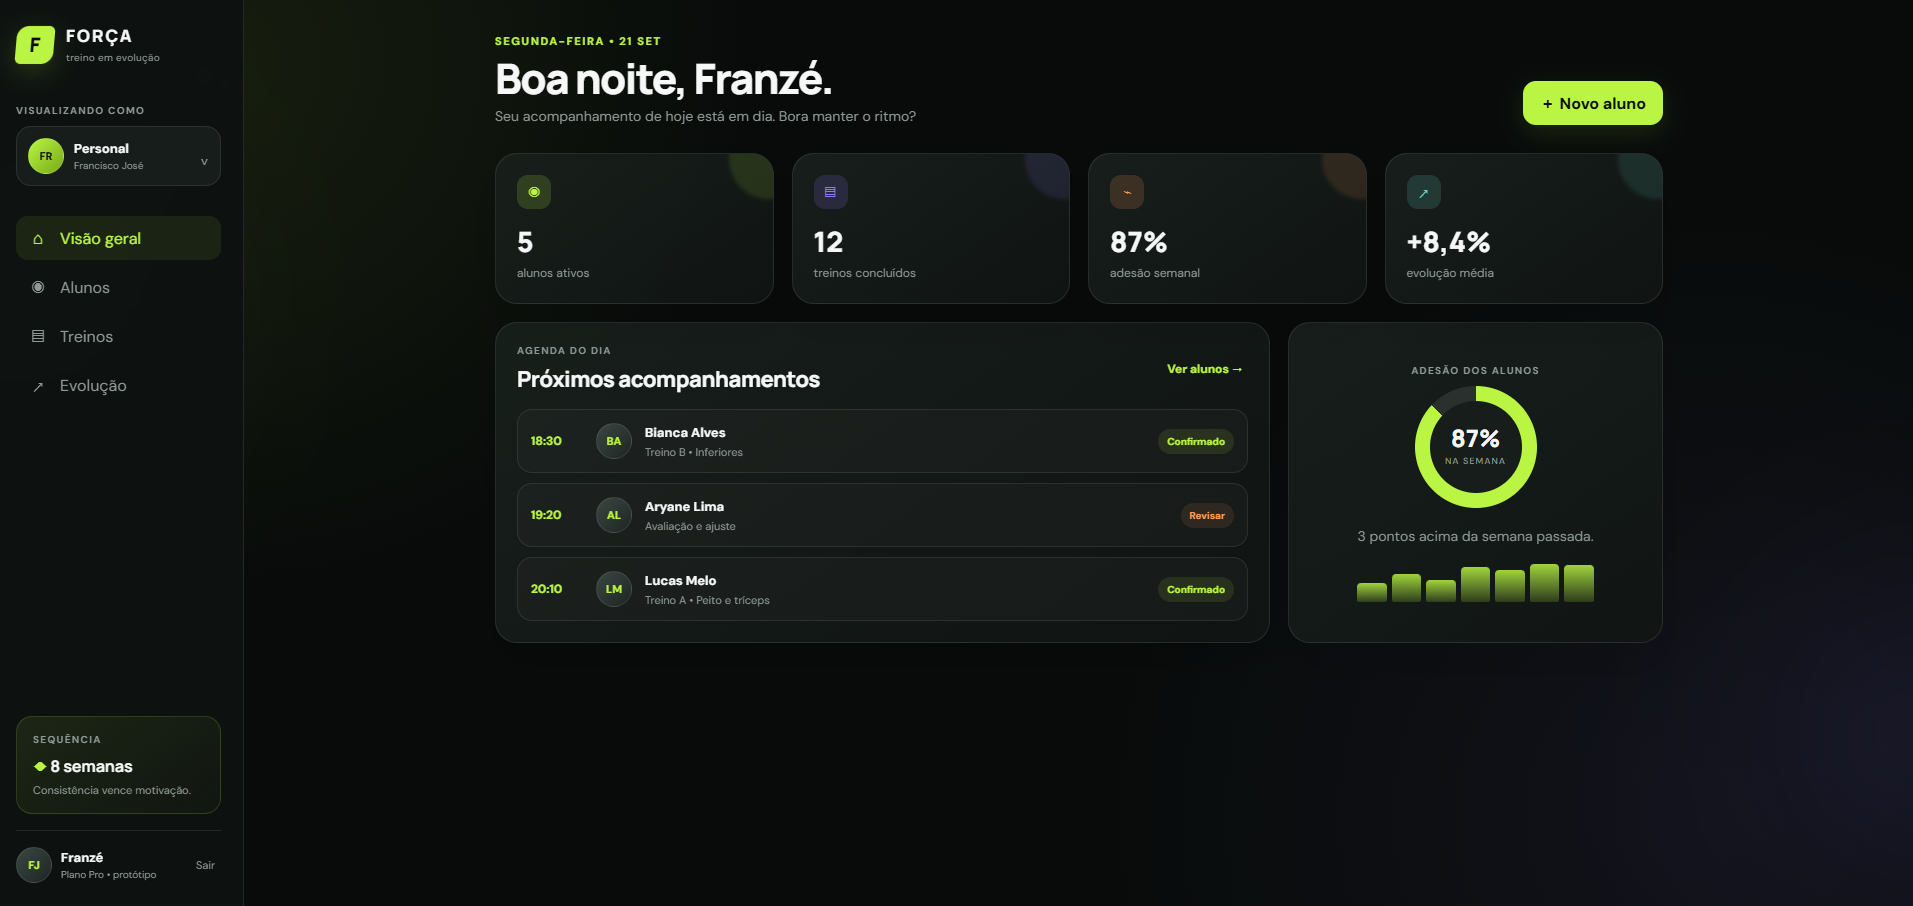 F
FORÇA
treino em evolução
VISUALIZANDO COMO
FR
Personal
Francisco José
v
Visão geral
Alunos
Treinos
Evolução
SEQUÊNCIA
8 semanas
Consistência vence motivação.
FJ
Franzé
Plano Pro • protótipo
Sair
SEGUNDA-FEIRA • 21 SET
Boa noite, Franzé.
Seu acompanhamento de hoje está em dia. Bora manter o ritmo?
+ Novo aluno
5
alunos ativos
12
treinos concluídos
87%
adesão semanal
+8,4%
evolução média
AGENDA DO DIA
Próximos acompanhamentos
Ver alunos →
18:30
BA
Bianca Alves
Treino B • Inferiores
Confirmado
19:20
AL
Aryane Lima
Avaliação e ajuste
Revisar
20:10
LM
Lucas Melo
Treino A • Peito e tríceps
Confirmado
ADESÃO DOS ALUNOS
87%
NA SEMANA
3 pontos acima da semana passada.